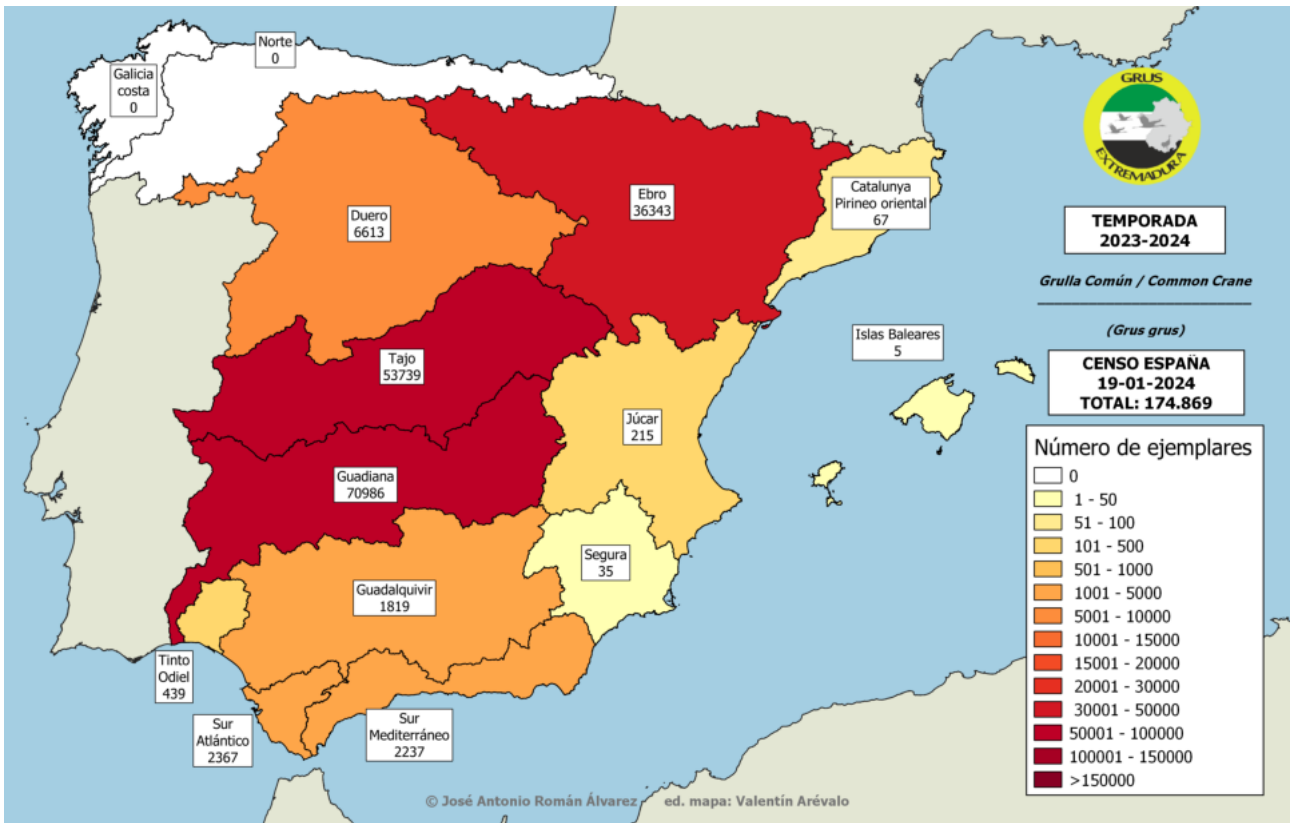 Norte
0
Galicia
costa
0
Duero
6613
Ebro
36343
Catalunya
Pirineo oriental
67
Tajo
53739
Islas Baleares
5
Júcar
215
Guadiana
70986
Segura
35
Guadalquivir
1819
Tinto
Odiel
439
Sur
Atlántico
2367
Sur
Mediterráneo
2237
GRUS
EXTREMADURA
TEMPORADA
2023-2024
Grulla Común / Common Crane
(Grus grus)
CENSO ESPAÑA
19-01-2024
TOTAL: 174.869
Número de ejemplares
0
1 - 50
51 - 100
101 - 500
501 - 1000
1001 - 5000
5001 - 10000
10001 - 15000
15001 - 20000
20001 - 30000
30001 - 50000
50001 - 100000
100001 - 150000
>150000
© José Antonio Román Álvarez ed. mapa: Valentín Arévalo